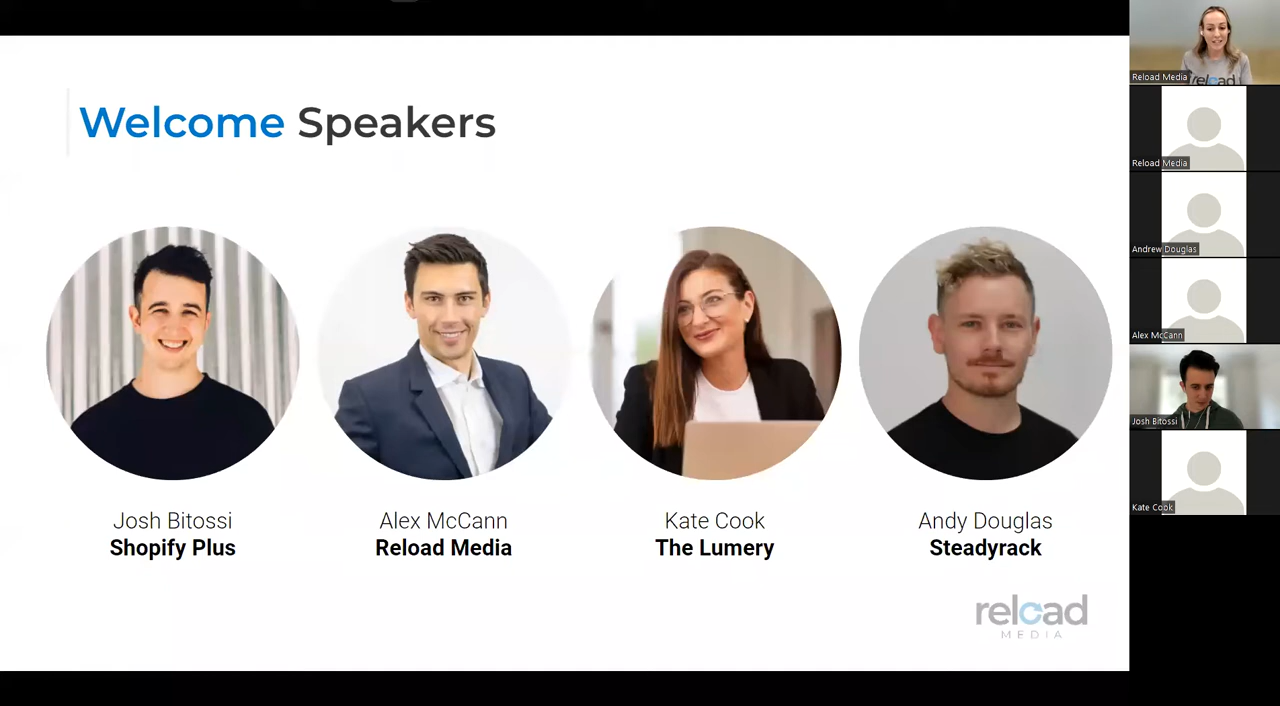 Welcome Speakers
Josh Bitossi
Shopify Plus
Alex McCann
Reload Media
Kate Cook
The Lumery
Andy Douglas
Steadyrack
reload
MEDIA
reload
Reload Media
Reload Media
Andrew Douglas
Alex McCann
Josh Bitossi
Kate Cook